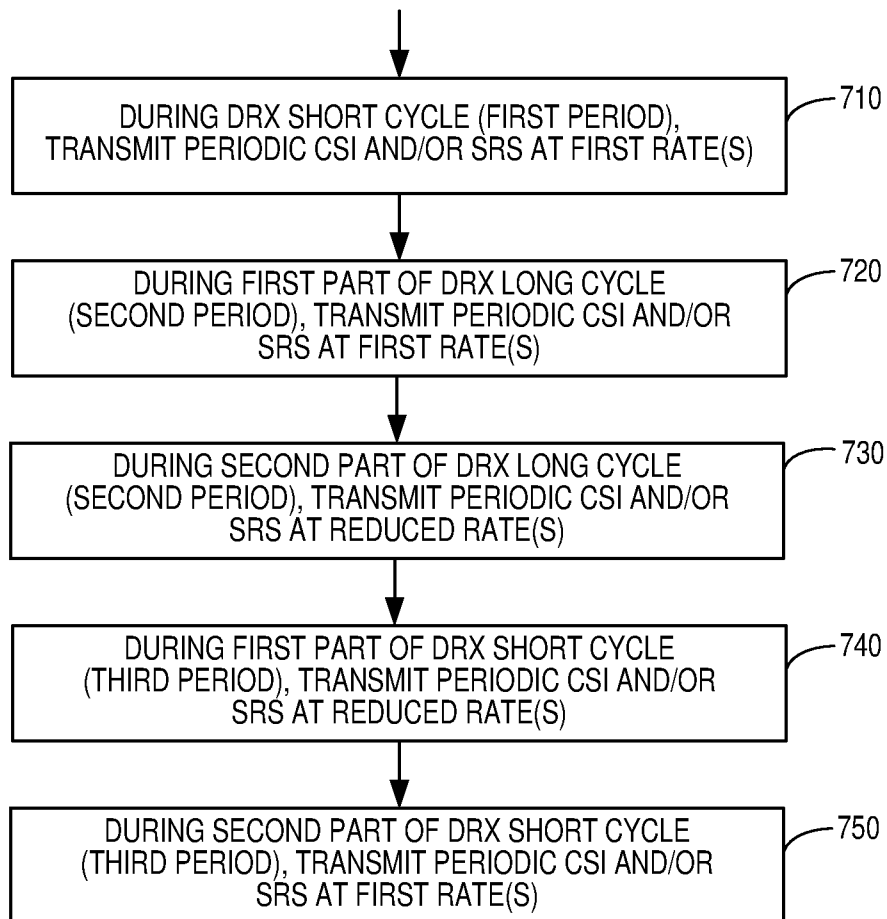 DURING DRX SHORT CYCLE (FIRST PERIOD),
TRANSMIT PERIODIC CSI AND/OR SRS AT FIRST RATE(S)
710
DURING FIRST PART OF DRX LONG CYCLE
(SECOND PERIOD), TRANSMIT PERIODIC CSI AND/OR
SRS AT FIRST RATE(S)
720
DURING SECOND PART OF DRX LONG CYCLE
(SECOND PERIOD), TRANSMIT PERIODIC CSI AND/OR
SRS AT REDUCED RATE(S)
730
DURING FIRST PART OF DRX SHORT CYCLE
(THIRD PERIOD), TRANSMIT PERIODIC CSI AND/OR
SRS AT REDUCED RATE(S)
740
DURING SECOND PART OF DRX SHORT CYCLE
(THIRD PERIOD), TRANSMIT PERIODIC CSI AND/OR
SRS AT FIRST RATE(S)
750